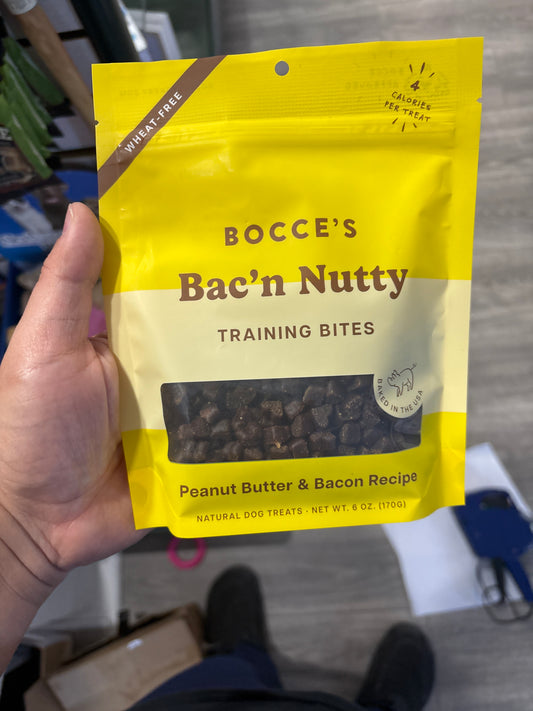 WHEAT-FREE
4
CALORIES
PER TREAT
BOCCE'S
Bac'n Nutty
TRAINING BITES
BAKED IN THE USA
Peanut Butter & Bacon Recipe
NATURAL DOG TREATS · NET WT. 6 OZ. (170G)